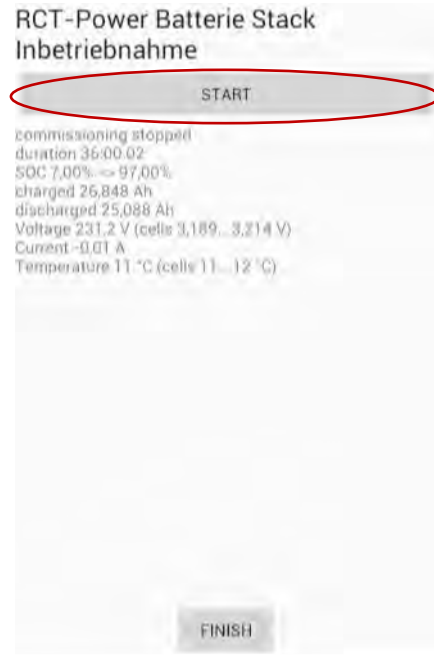 RCT-Power Batterie Stack
Inbetriebnahme
START
commissioning stopped
duration 36:00.02
SOC 7,00% <> 97,00%
charged 26,848 Ah
discharged 25,088 Ah
Voltage 231,2 V (cells 3,189...3,214 V)
Current -0,01 A
Temperature 11 °C (cells 11...12 °C)
FINISH